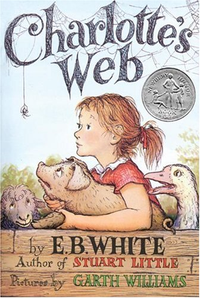 Charlotte's
Web
by E. B. WHITE
Author of STUART LITTLE
Pictures by GARTH WILLIAMS